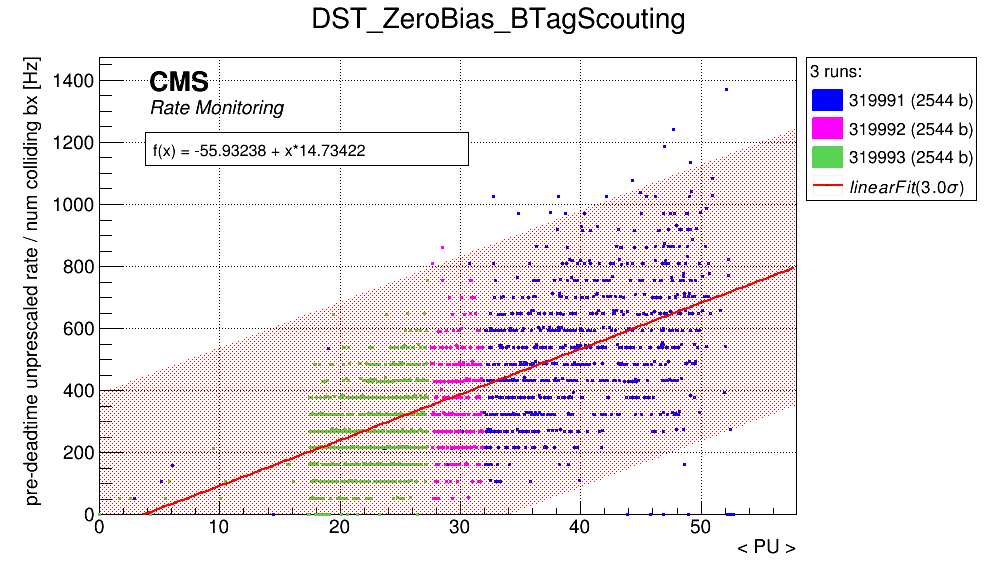 DST_ZeroBias_BTagScouting
pre-deadtime unprescaled rate / num colliding bx [Hz]
1400
1200
1000
800
600
400
200
0
CMS
Rate Monitoring
f(x) = -55.93238 + x*14.73422
0 10 20 30 40 50
< PU >
3 runs:
319991 (2544 b)
319992 (2544 b)
319993 (2544 b)
linearFit(3.0σ)